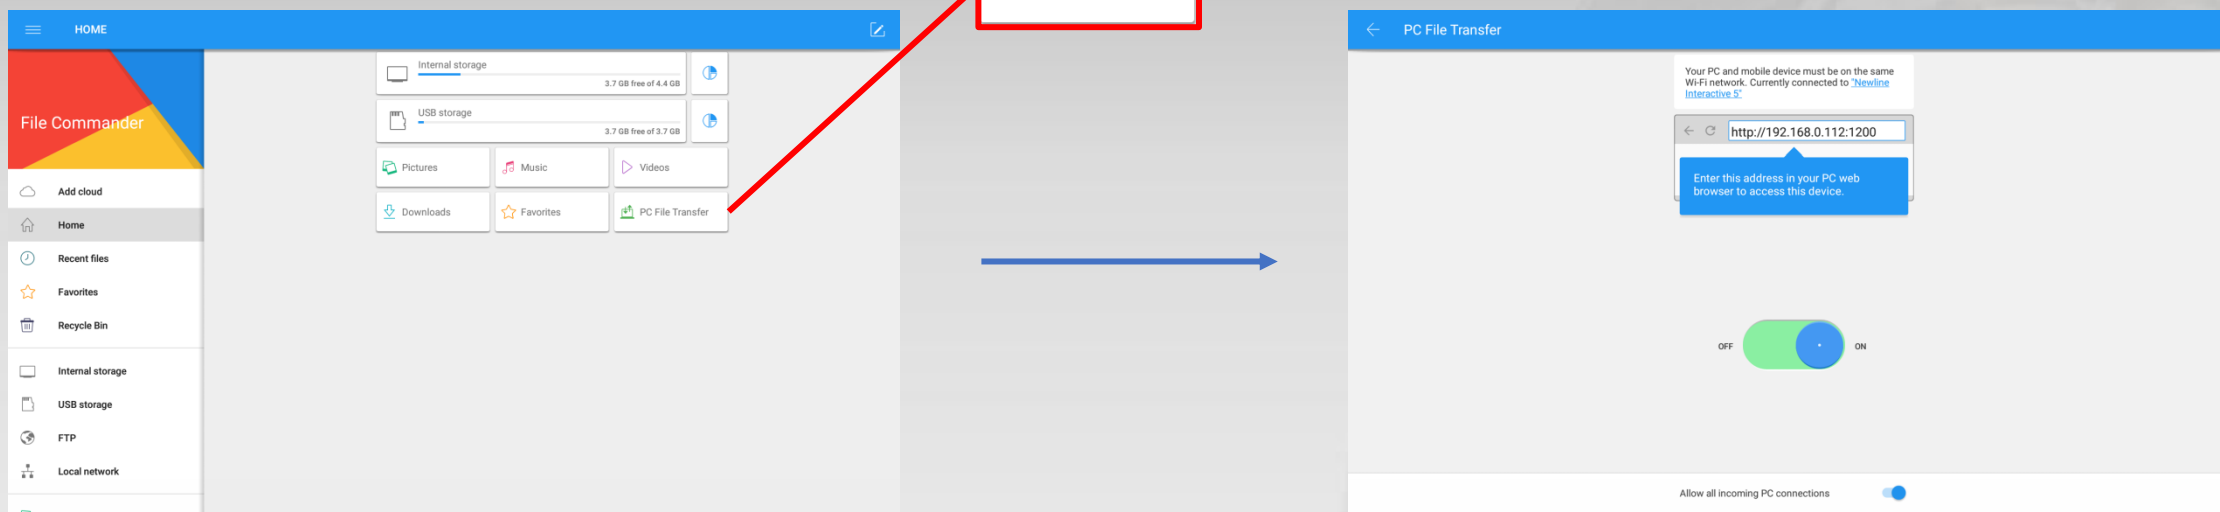 HOME
File Commander
Add cloud
Home
Recent files
Favorites
Recycle Bin
Internal storage
USB storage
FTP
Local network
Internal storage
3.7 GB free of 4.4 GB
USB storage
3.7 GB free of 3.7 GB
Pictures
Music
Videos
Downloads
Favorites
PC File Transfer
PC File Transfer
Your PC and mobile device must be on the same
Wi-Fi network. Currently connected to "Newline
Interactive 5"
http://192.168.0.112:1200
Enter this address in your PC web
browser to access this device.
OFF
ON
Allow all incoming PC connections